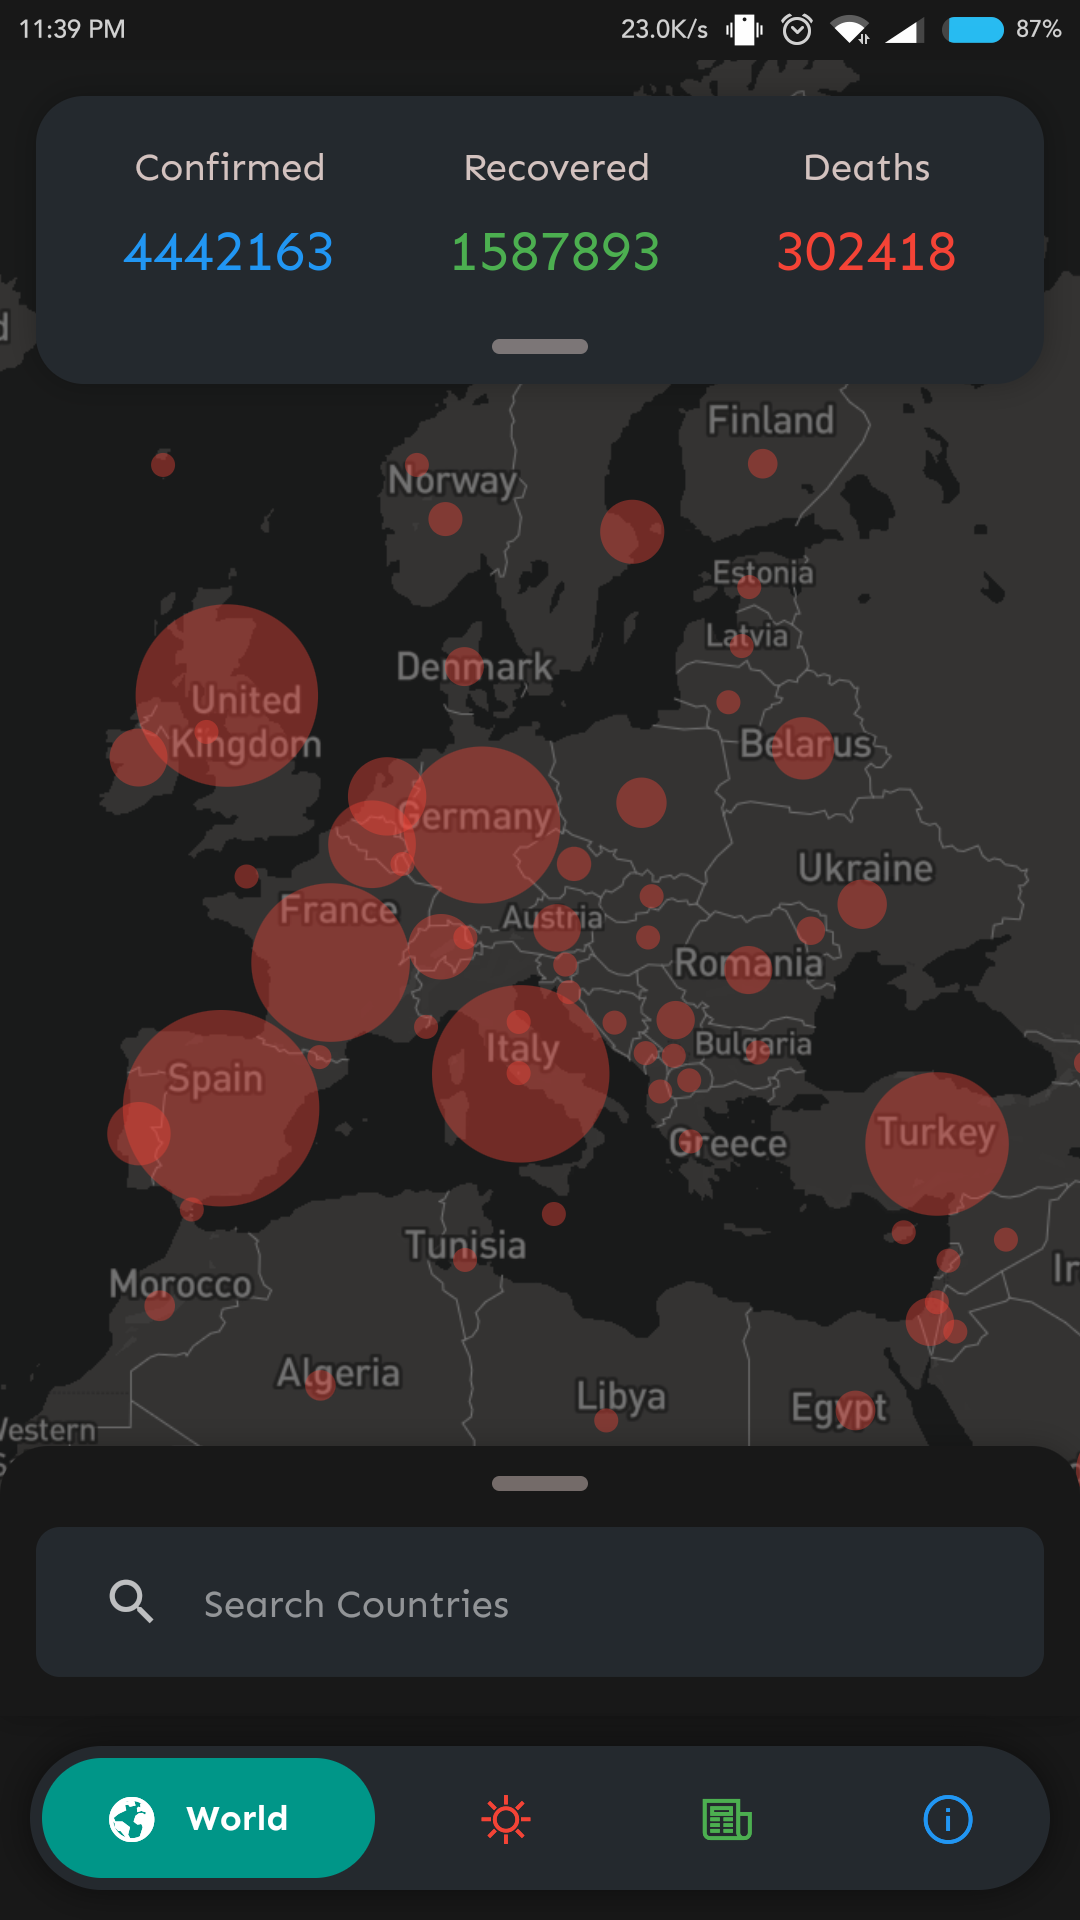 11:39 PM 23.0K/s 87%
Confirmed Recovered Deaths
4442163 1587893 302418
Finland
Norway
Estonia
Latvia
Denmark
United
Kingdom
Belarus
Germany
Ukraine
France
Austria
Romania
Italy
Bulgaria
Spain
Turkey
Greece
Tunisia
Morocco
Algeria
Libya
Egypt
Search Countries
World